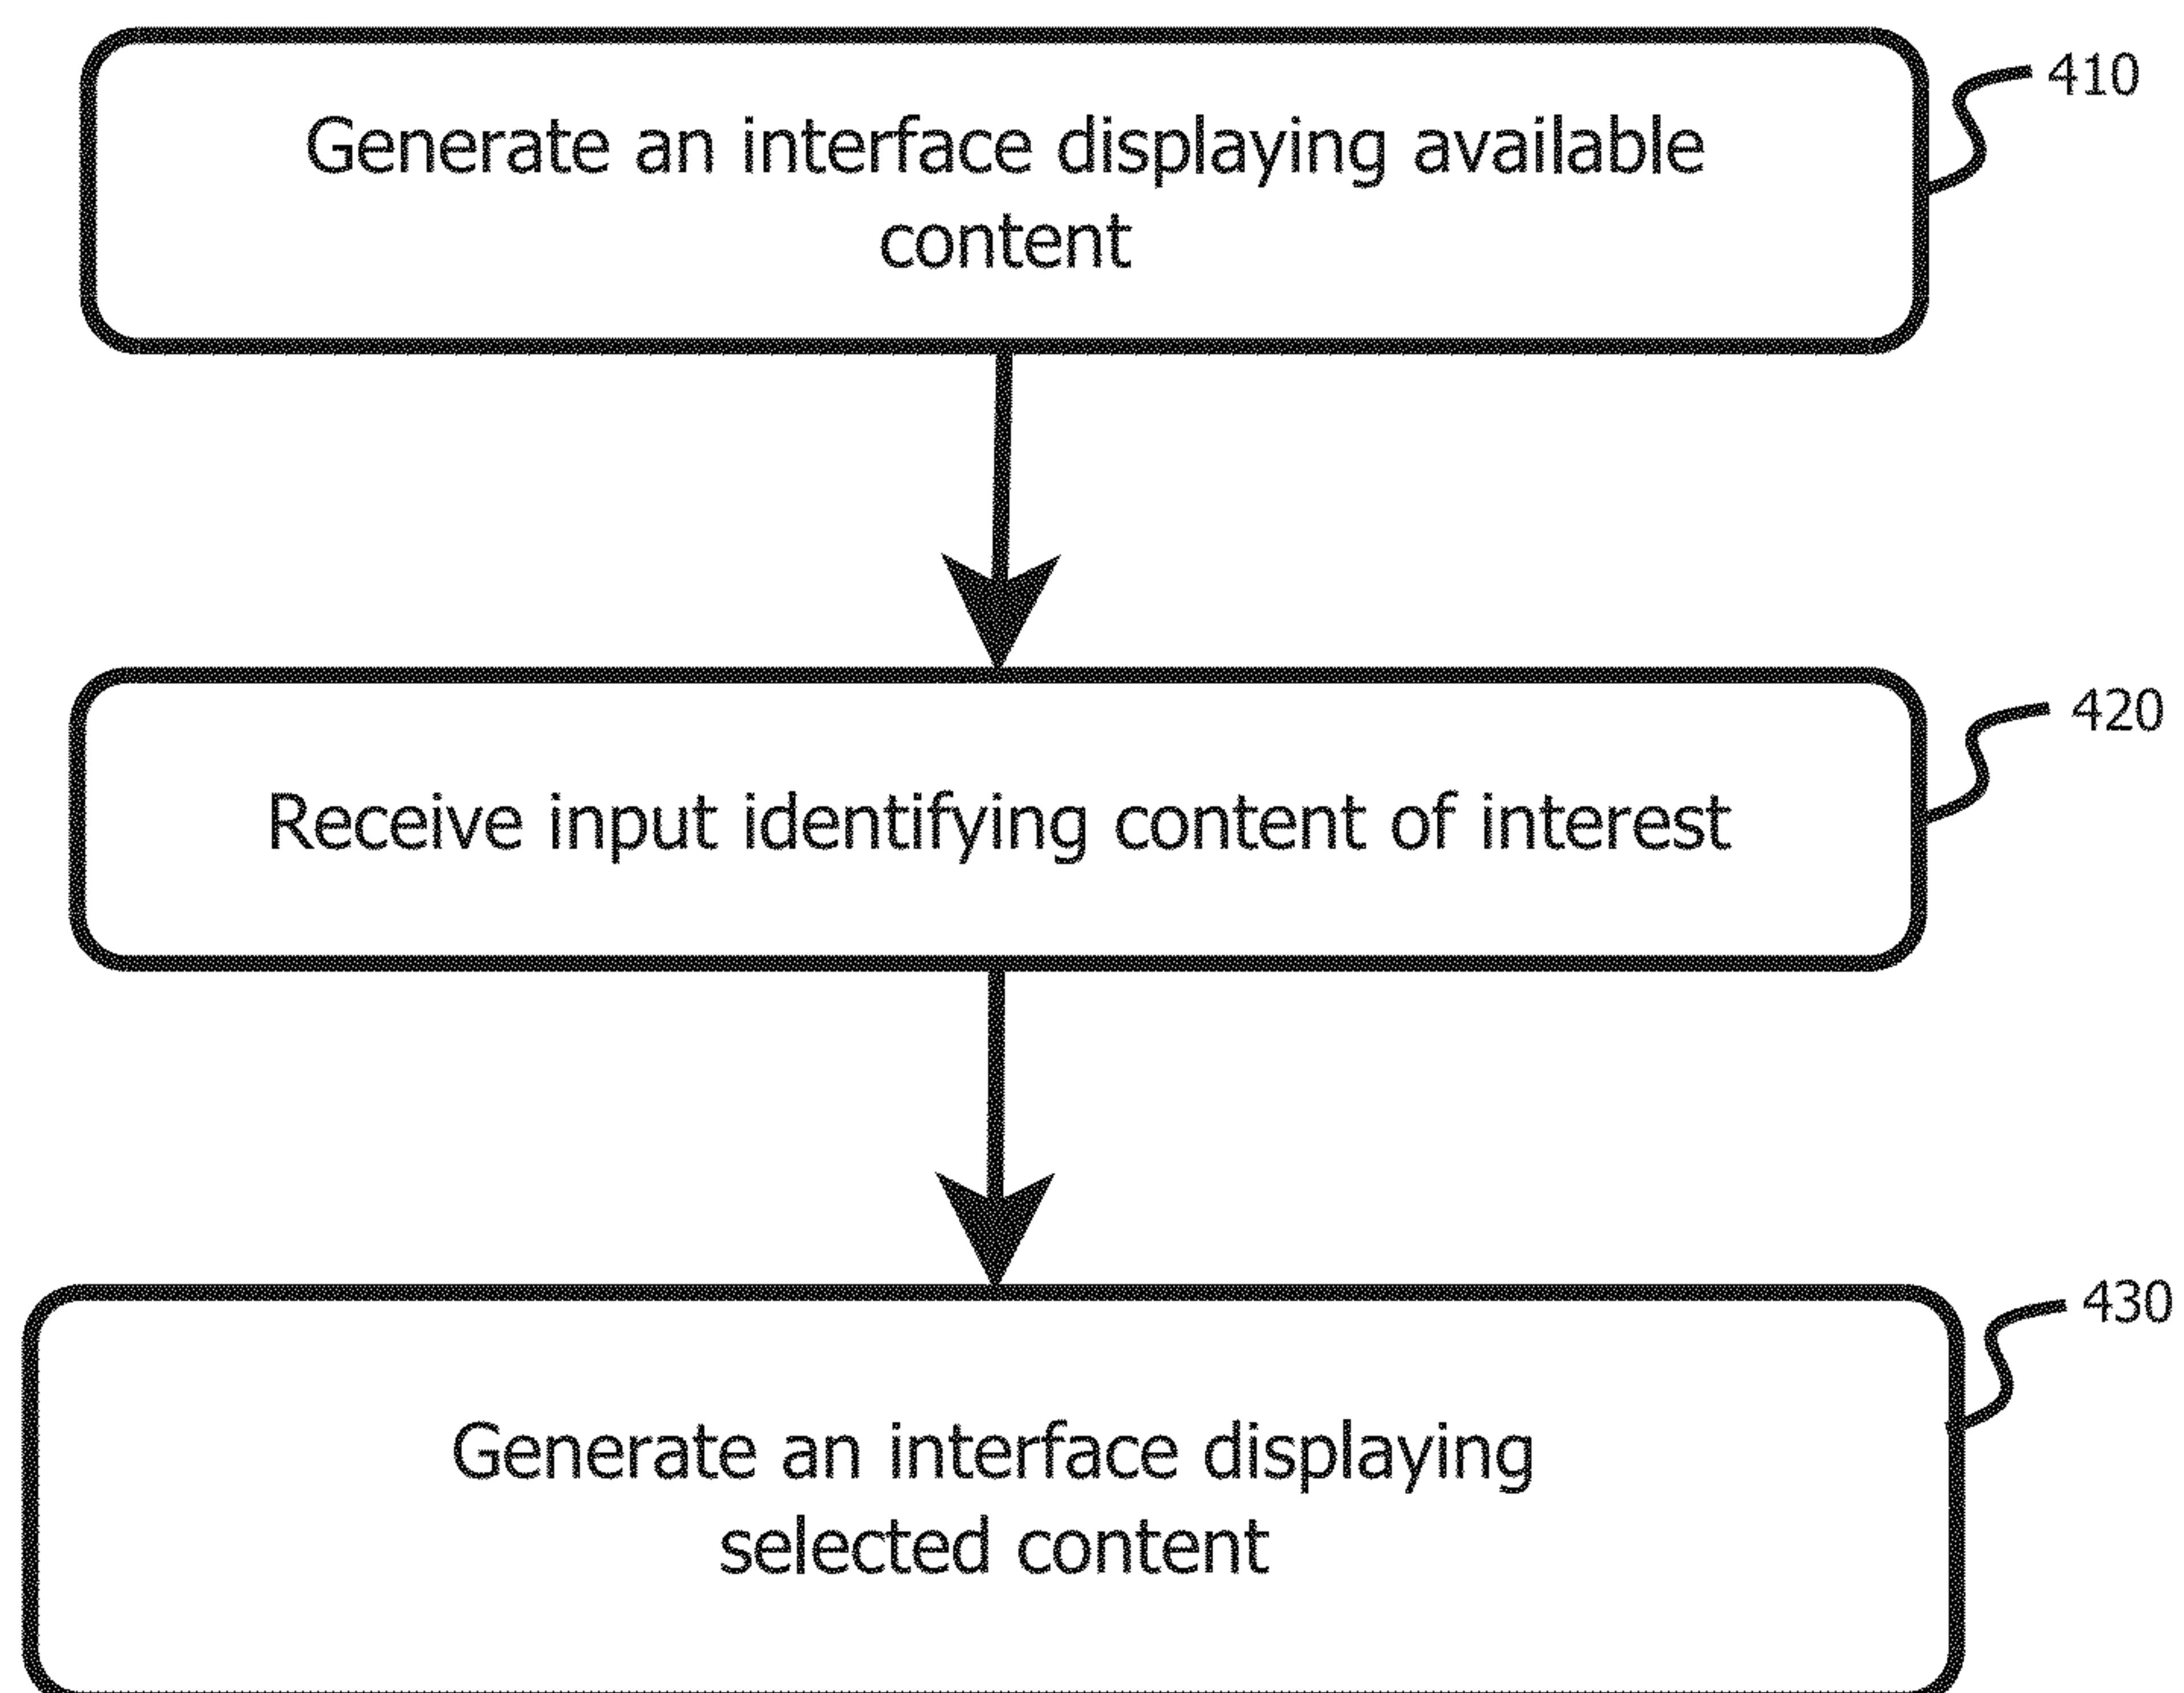 Generate an interface displaying available
content
410
Receive input identifying content of interest
420
Generate an interface displaying
selected content
430